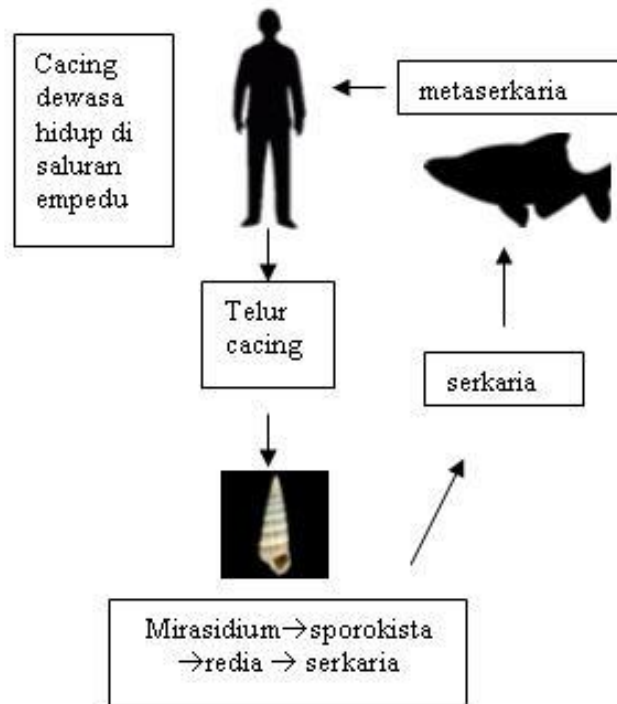 Cacing
dewasa
hidup di
saluran
empedu
metaserkaria
Telur
cacing
serkaria
Mirasidium→sporokista
→redia → serkaria